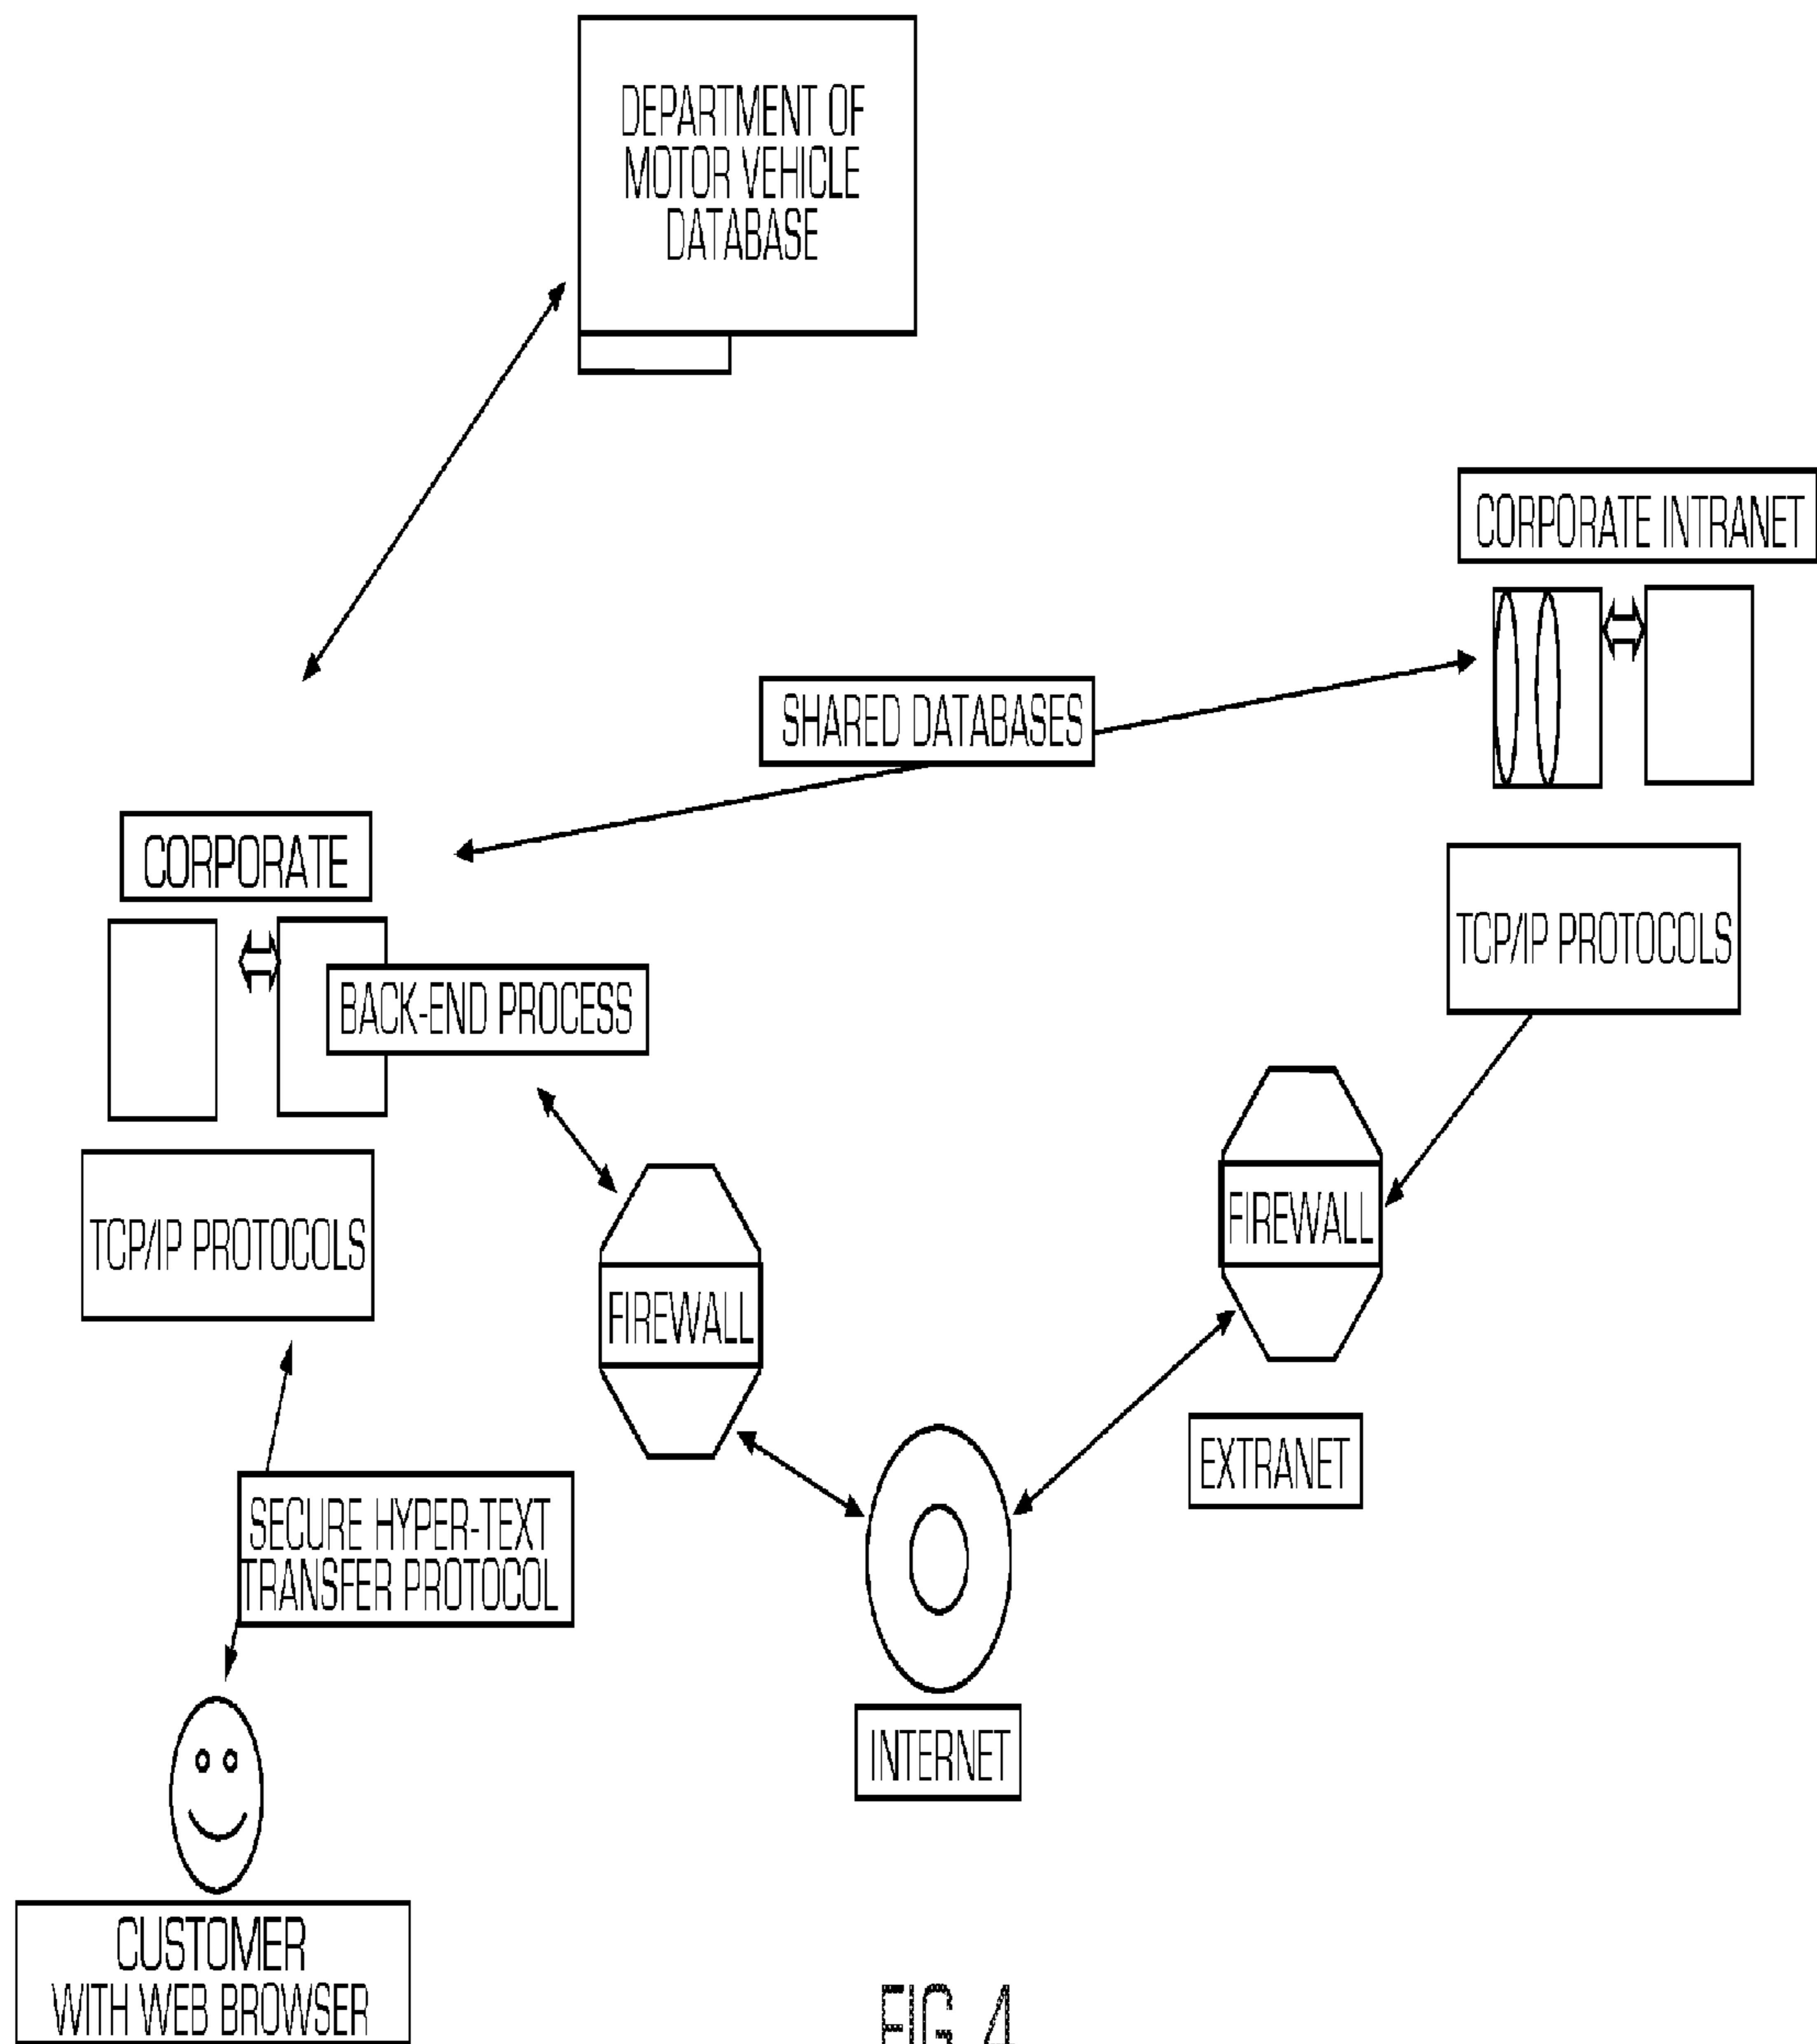 DEPARTMENT OF
MOTOR VEHICLE
DATABASE
CORPORATE INTRANET
SHARED DATABASES
CORPORATE
TCP/IP PROTOCOLS
BACK-END PROCESS
FIREWALL
TCP/IP PROTOCOLS
FIREWALL
EXTRANET
SECURE HYPER-TEXT
TRANSFER PROTOCOL
INTERNET
CUSTOMER
WITH WEB BROWSER
FIG. 4